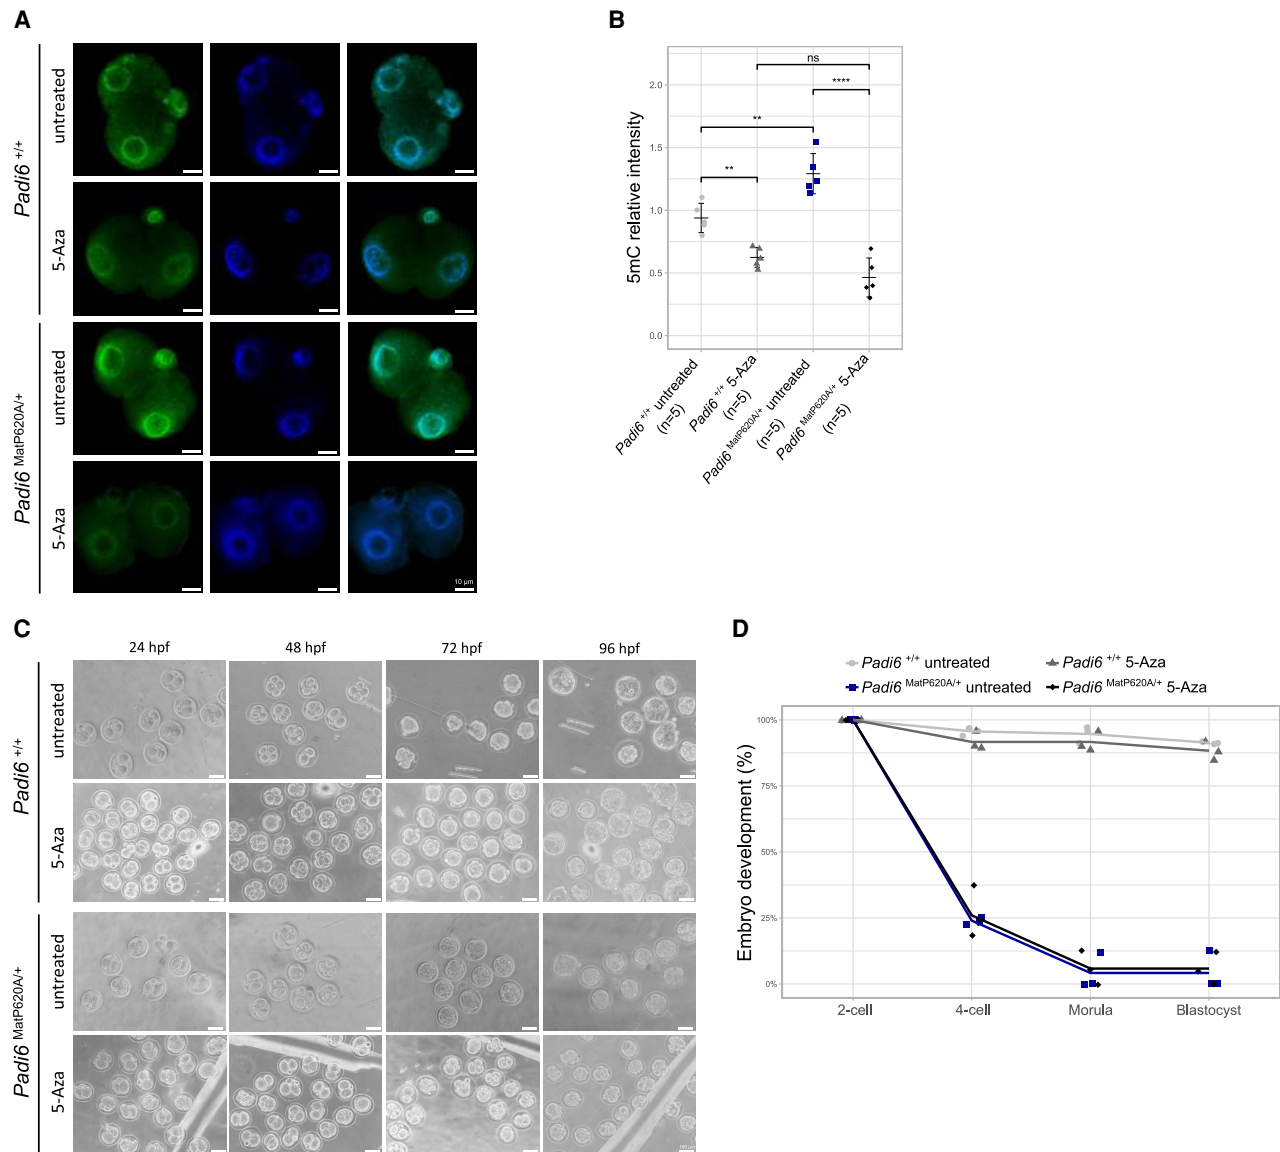 A
Padi6 +/+
untreated
5-Aza
Padi6 MatP620A/+
untreated
5-Aza
10 µm
B
5mC relative intensity
2.0
1.5
1.0
0.5
0.0
ns
****
**
**
Padi6 +/+ untreated
(n=5)
Padi6 +/+ 5-Aza
(n=5)
Padi6 MatP620A/+ untreated
(n=5)
Padi6 MatP620A/+ 5-Aza
(n=5)
C
24 hpf 48 hpf 72 hpf 96 hpf
Padi6 +/+
untreated
5-Aza
Padi6 MatP620A/+
untreated
5-Aza
D
Padi6 +/+ untreated Padi6 +/+ 5-Aza
Padi6 MatP620A/+ untreated Padi6 MatP620A/+ 5-Aza
Embryo development (%)
100%
75%
50%
25%
0%
2-cell 4-cell Morula Blastocyst